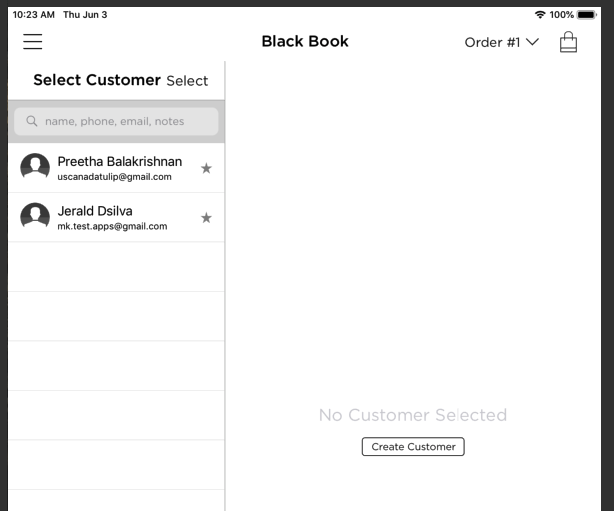 10:23 AM Thu Jun 3
100%
Black Book
Order #1
Select Customer Select
name, phone, email, notes
Preetha Balakrishnan
uscanadatulip@gmail.com
Jerald Dsilva
mk.test.apps@gmail.com
No Customer Selected
Create Customer